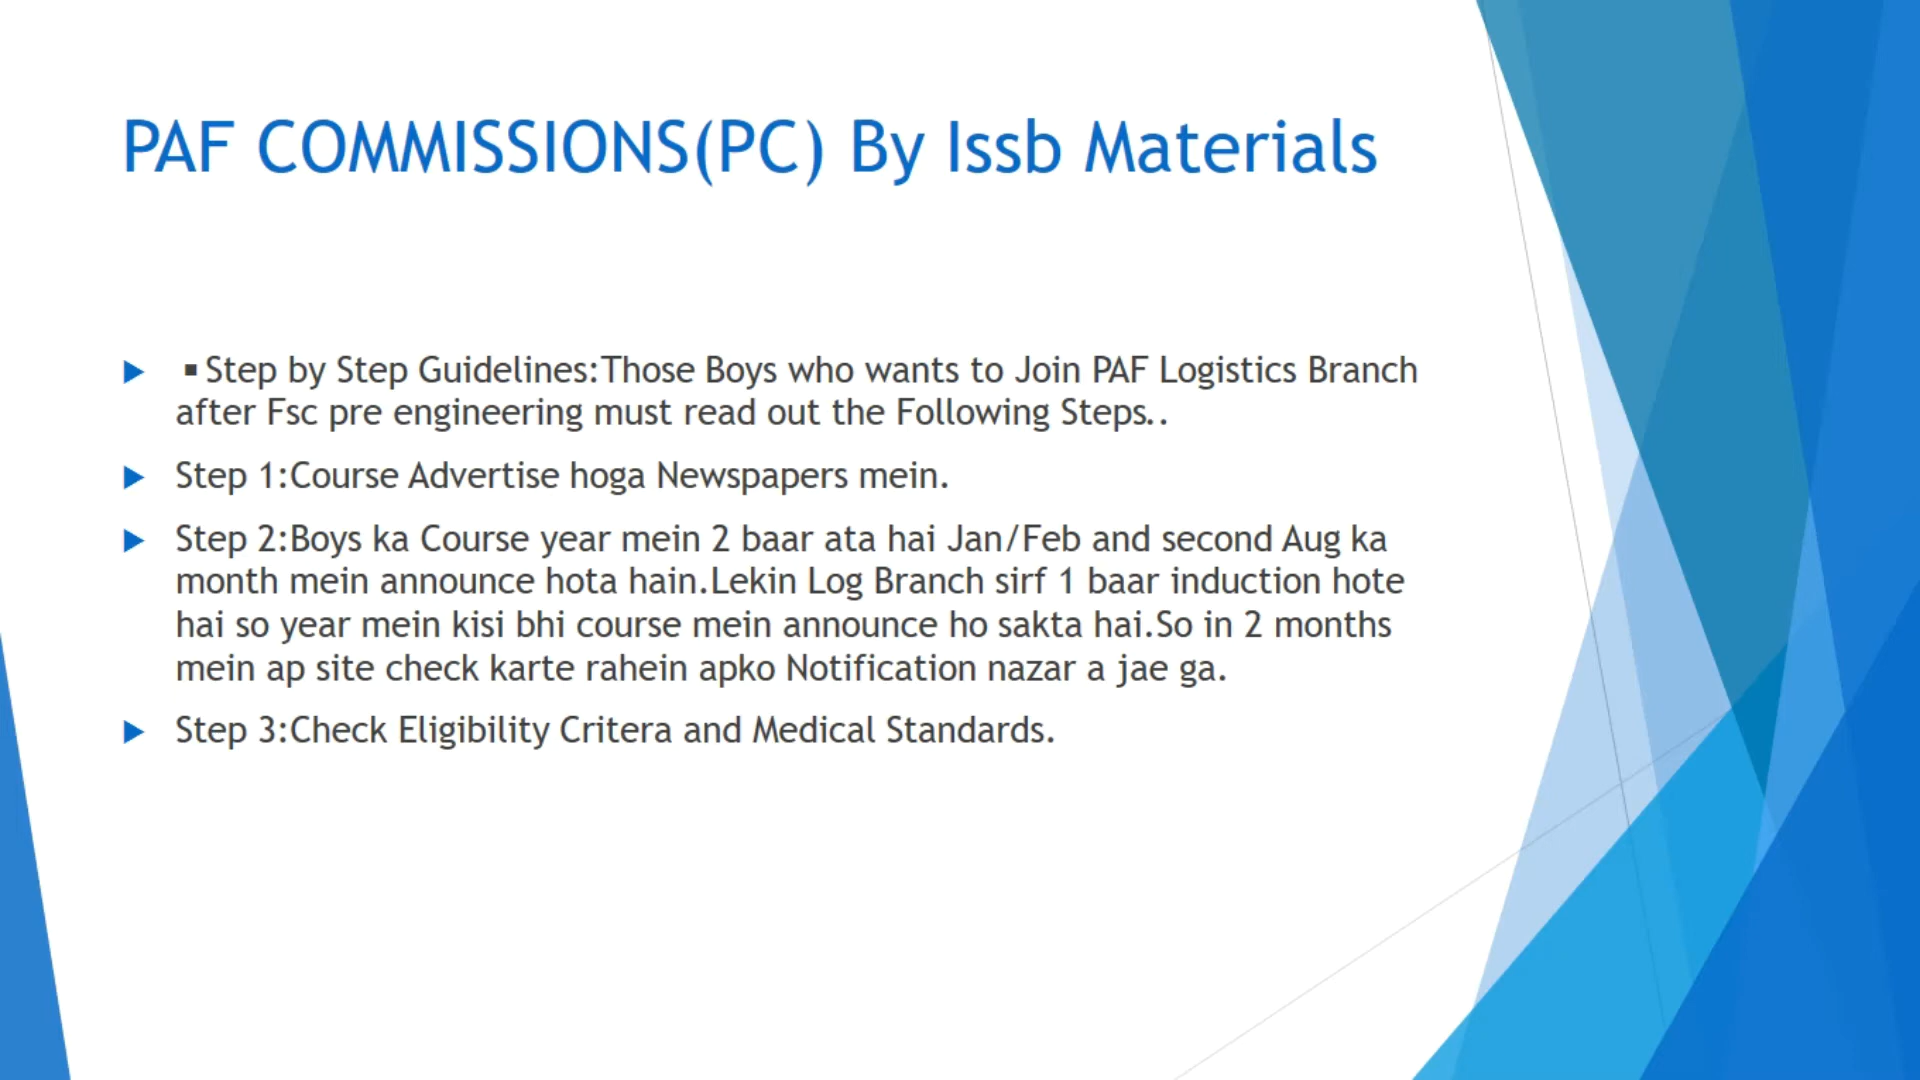 PAF COMMISSIONS(PC) By Issb Materials
▪Step by Step Guidelines:Those Boys who wants to Join PAF Logistics Branch
after Fsc pre engineering must read out the Following Steps..
Step 1:Course Advertise hoga Newspapers mein.
Step 2:Boys ka Course year mein 2 baar ata hai Jan/Feb and second Aug ka
month mein announce hota hain.Lekin Log Branch sirf 1 baar induction hote
hai so year mein kisi bhi course mein announce ho sakta hai.So in 2 months
mein ap site check karte rahein apko Notification nazar a jae ga.
Step 3:Check Eligibility Critera and Medical Standards.